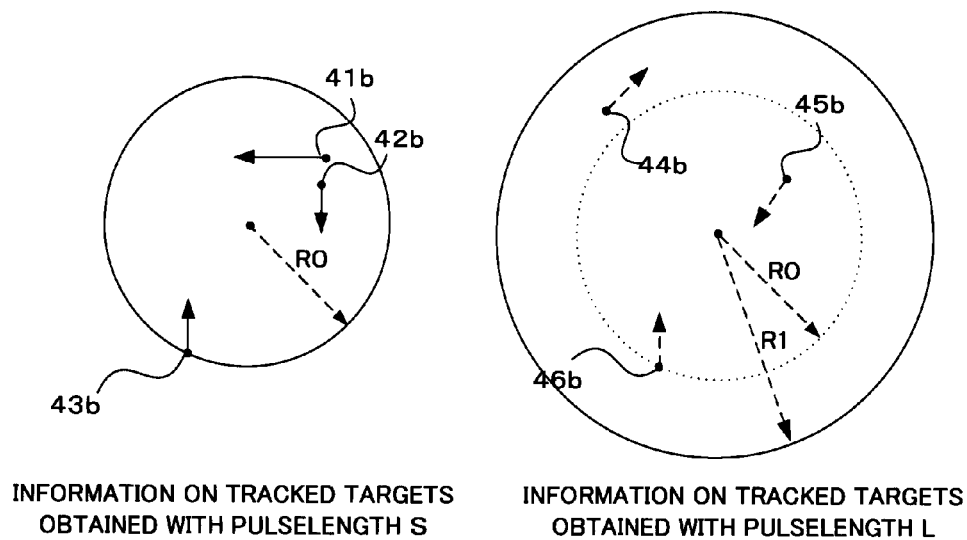 41b
42b
R0
43b
INFORMATION ON TRACKED TARGETS
OBTAINED WITH PULSELENGTH S
45b
44b
R0
R1
46b
INFORMATION ON TRACKED TARGETS
OBTAINED WITH PULSELENGTH L